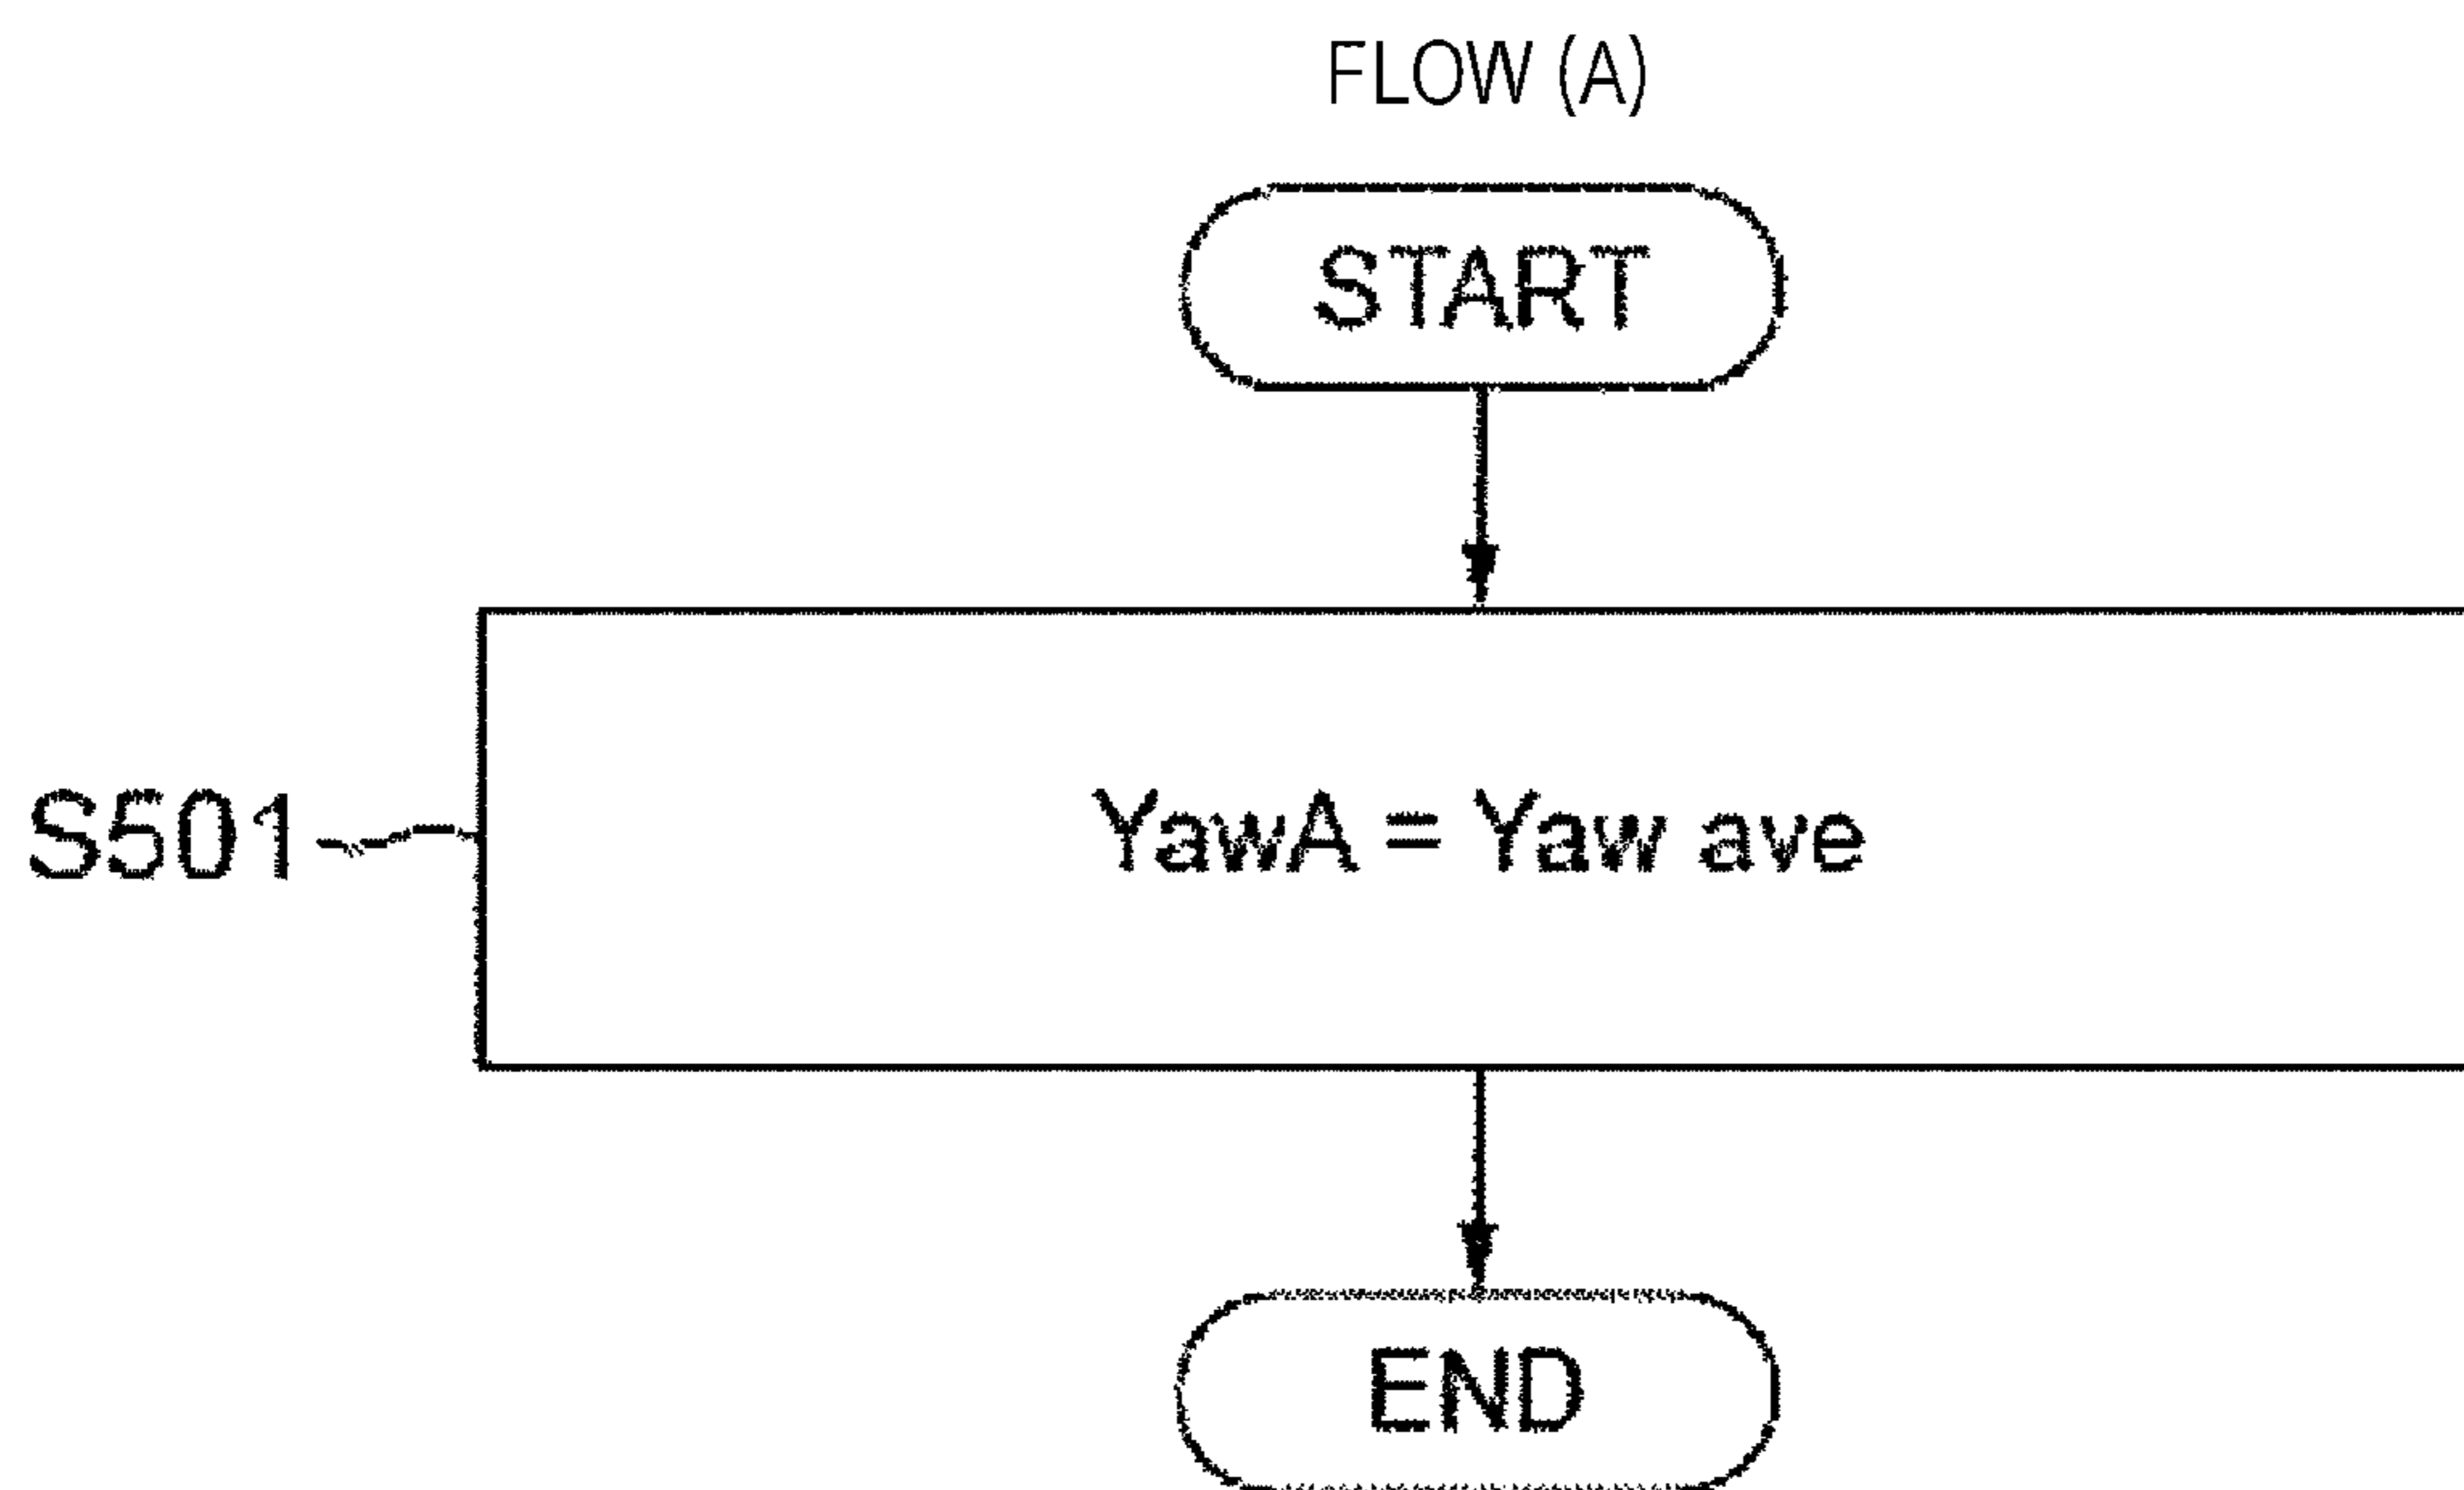 FLOW (A)
START
S501
YawA = Yaw ave
END